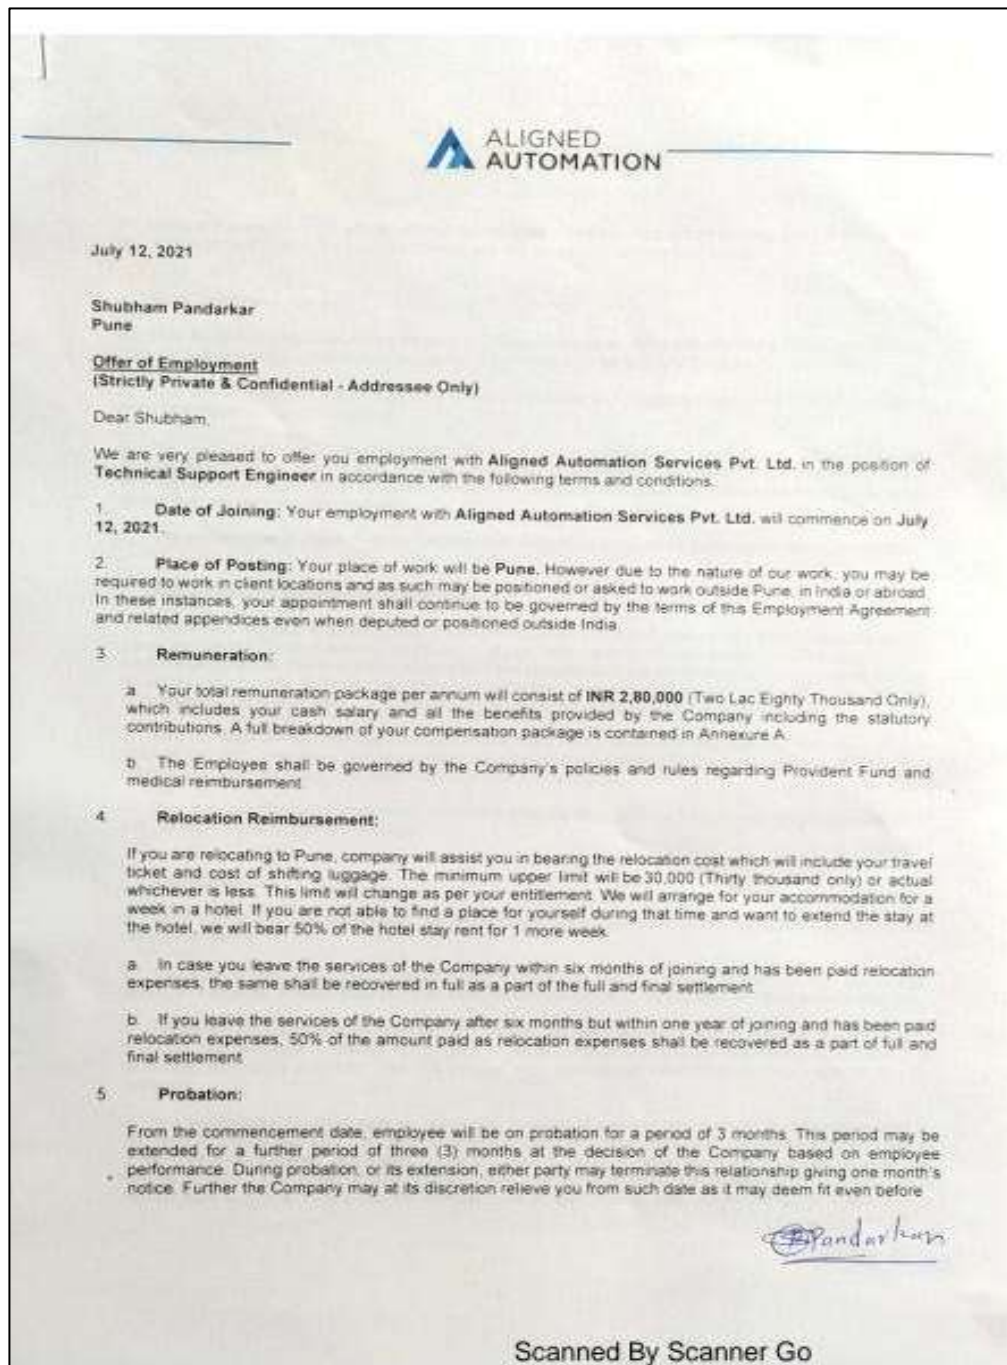 ALIGNED
AUTOMATION
July 12, 2021
Shubham Pandarkar
Pune
Offer of Employment
(Strictly Private & Confidential - Addressee Only)
Dear Shubham,
We are very pleased to offer you employment with Aligned Automation Services Pvt. Ltd. in the position of
Technical Support Engineer in accordance with the following terms and conditions.
1. Date of Joining: Your employment with Aligned Automation Services Pvt. Ltd. will commence on July
12, 2021.
2. Place of Posting: Your place of work will be Pune. However due to the nature of our work, you may be
required to work in client locations and as such may be positioned or asked to work outside Pune, in India or abroad.
In these instances, your appointment shall continue to be governed by the terms of this Employment Agreement
and related appendices even when deputed or positioned outside India.
3. Remuneration:
a. Your total remuneration package per annum will consist of INR 2,80,000 (Two Lac Eighty Thousand Only),
which includes your cash salary and all the benefits provided by the Company including the statutory
contributions. A full breakdown of your compensation package is contained in Annexure A.
b. The Employee shall be governed by the Company's policies and rules regarding Provident Fund and
medical reimbursement.
4. Relocation Reimbursement:
If you are relocating to Pune, company will assist you in bearing the relocation cost which will include your travel
ticket and cost of shifting luggage. The minimum upper limit will be 30,000 (Thirty thousand only) or actual
whichever is less. This limit will change as per your entitlement. We will arrange for your accommodation for a
week in a hotel. If you are not able to find a place for yourself during that time and want to extend the stay at
the hotel, we will bear 50% of the hotel stay rent for 1 more week.
a. In case you leave the services of the Company within six months of joining and has been paid relocation
expenses, the same shall be recovered in full as a part of the full and final settlement.
b. If you leave the services of the Company after six months but within one year of joining and has been paid
relocation expenses, 50% of the amount paid as relocation expenses shall be recovered as a part of full and
final settlement.
5. Probation:
From the commencement date, employee will be on probation for a period of 3 months. This period may be
extended for a further period of three (3) months at the decision of the Company based on employee
performance. During probation, or its extension, either party may terminate this relationship giving one month's
notice. Further the Company may at its discretion relieve you from such date as it may deem fit even before
Pandarkar
Scanned By Scanner Go